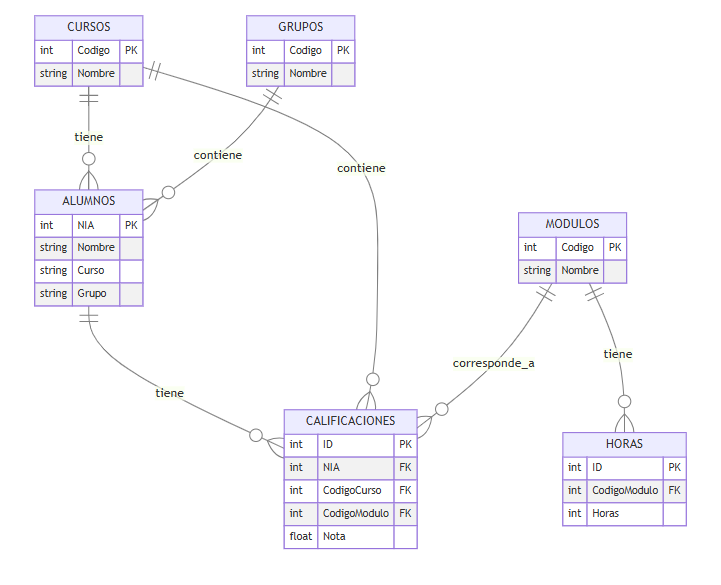 CURSOS
int Codigo PK
string Nombre
GRUPOS
int Codigo PK
string Nombre
tiene
contiene
contiene
ALUMNOS
int NIA PK
string Nombre
string Curso
string Grupo
MODULOS
int Codigo PK
string Nombre
tiene
corresponde_a
tiene
CALIFICACIONES
int ID PK
int NIA FK
int CodigoCurso FK
int CodigoModulo FK
float Nota
HORAS
int ID PK
int CodigoModulo FK
int Horas